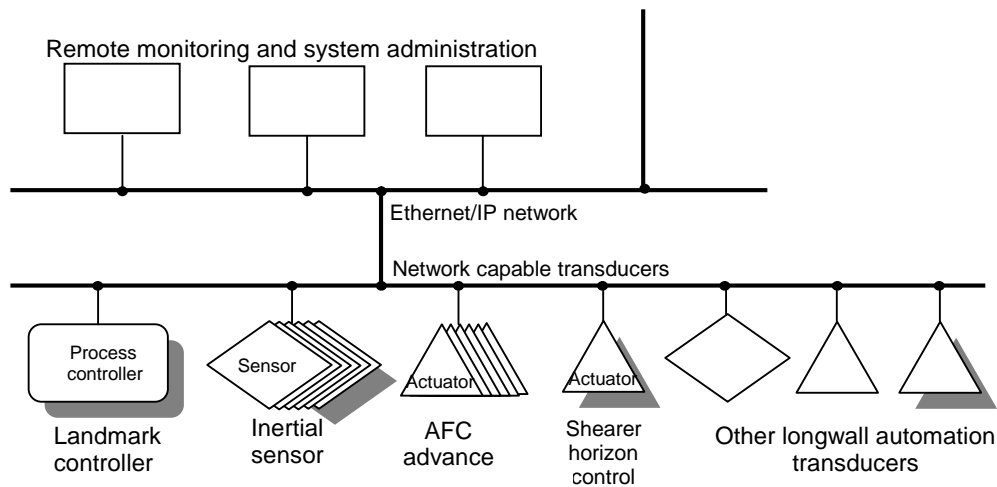 Remote monitoring and system administration
Ethernet/IP network
Network capable transducers
Process
controller
Sensor
Actuator
Actuator
Landmark
controller
Inertial
sensor
AFC
advance
Shearer
horizon
control
Other longwall automation
transducers